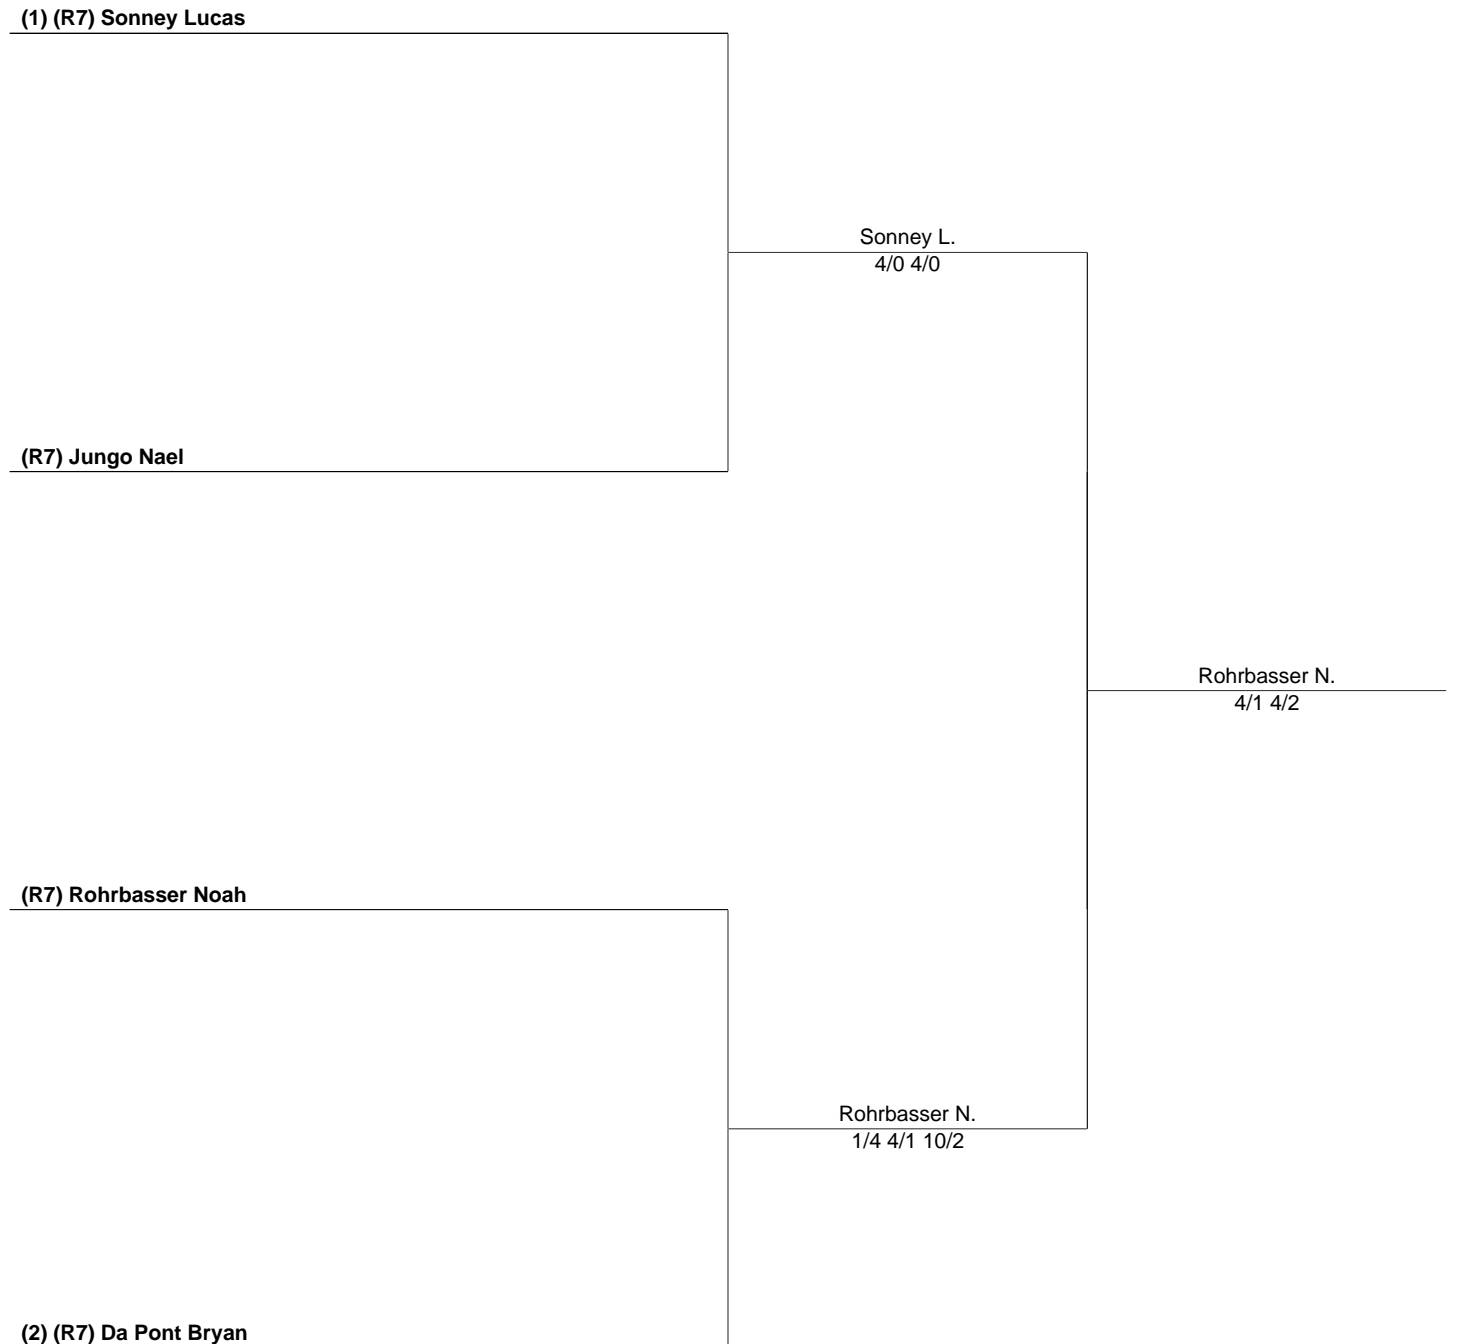 (1) (R7) Sonney Lucas
Sonney L.
4/0 4/0
(R7) Jungo Nael
Rohrbasser N.
4/1 4/2
(R7) Rohrbasser Noah
Rohrbasser N.
1/4 4/1 10/2
(2) (R7) Da Pont Bryan